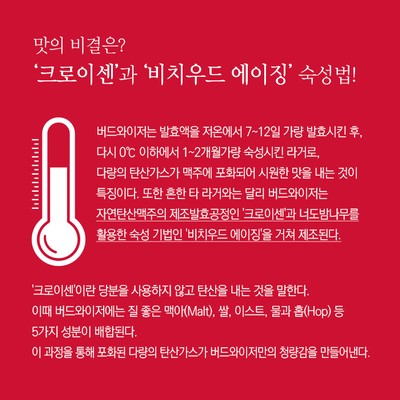 맛의 비결은?
‘크로이센’과 ‘비치우드 에이징’ 숙성법!
버드와이저는 발효액을 저온에서 7~12일 가량 발효시킨 후,
다시 0℃ 이하에서 1~2개월가량 숙성시킨 라거로,
다량의 탄산가스가 맥주에 포화되어 시원한 맛을 내는 것이
특징이다. 또한 흔한 타 라거와는 달리 버드와이저는
자연탄산맥주의 제조발효공정인 '크로이센'과 너도밤나무를
활용한 숙성 기법인 '비치우드 에이징'을 거쳐 제조된다.
'크로이센'이란 당분을 사용하지 않고 탄산을 내는 것을 말한다.
이때 버드와이저에는 질 좋은 맥아(Malt), 쌀, 이스트, 물과 홉(Hop) 등
5가지 성분이 배합된다.
이 과정을 통해 포화된 다량의 탄산가스가 버드와이저만의 청량감을 만들어낸다.